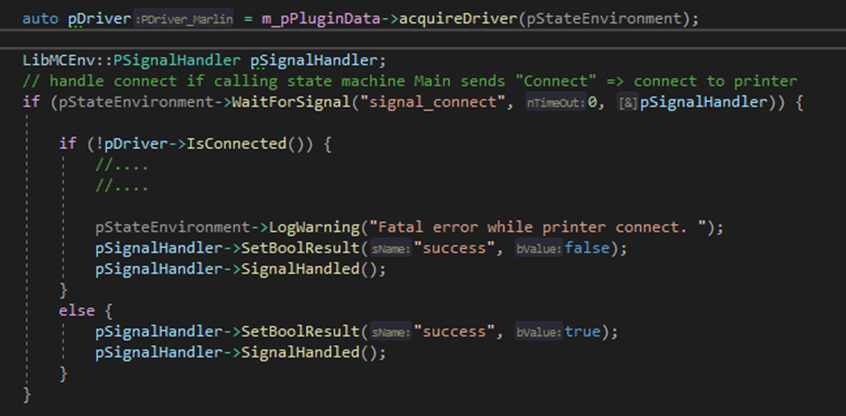 auto pDriver:PDriver_Marlin = m_pPluginData->acquireDriver(pStateEnvironment);
LibMCEnv::PSignalHandler pSignalHandler;
// handle connect if calling state machine Main sends "Connect" => connect to printer
if (pStateEnvironment->WaitForSignal("signal_connect", nTimeOut:0, [&]pSignalHandler)) {
if (!pDriver->IsConnected()) {
//....
//....
pStateEnvironment->LogWarning("Fatal error while printer connect. ");
pSignalHandler->SetBoolResult(sName:"success", bValue:false);
pSignalHandler->SignalHandled();
}
else {
pSignalHandler->SetBoolResult(sName:"success", bValue:true);
pSignalHandler->SignalHandled();
}
}